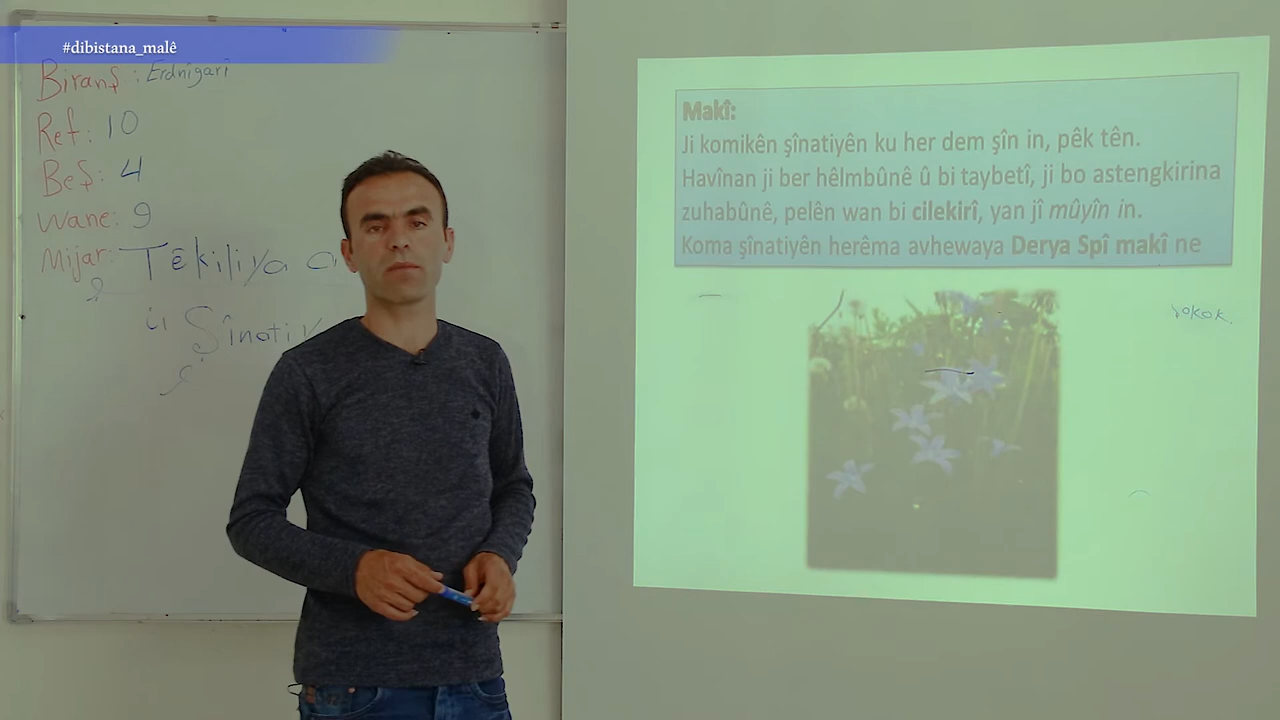 #dibistana_malê
Biranş : Erdnîgarî
Ref: 10
Beş: 4
Wane: 9
Mijar: Têkiliya
û Şînati
Makî:
Ji komikên şînatiyên ku her dem şîn in, pêk tên.
Havînan ji ber hêlmbûnê û bi taybetî, ji bo astengkirina
zuhabûnê, pelên wan bi cilekirî, yan jî mûyîn in.
Koma şînatiyên herêma avhewaya Derya Spî makî ne